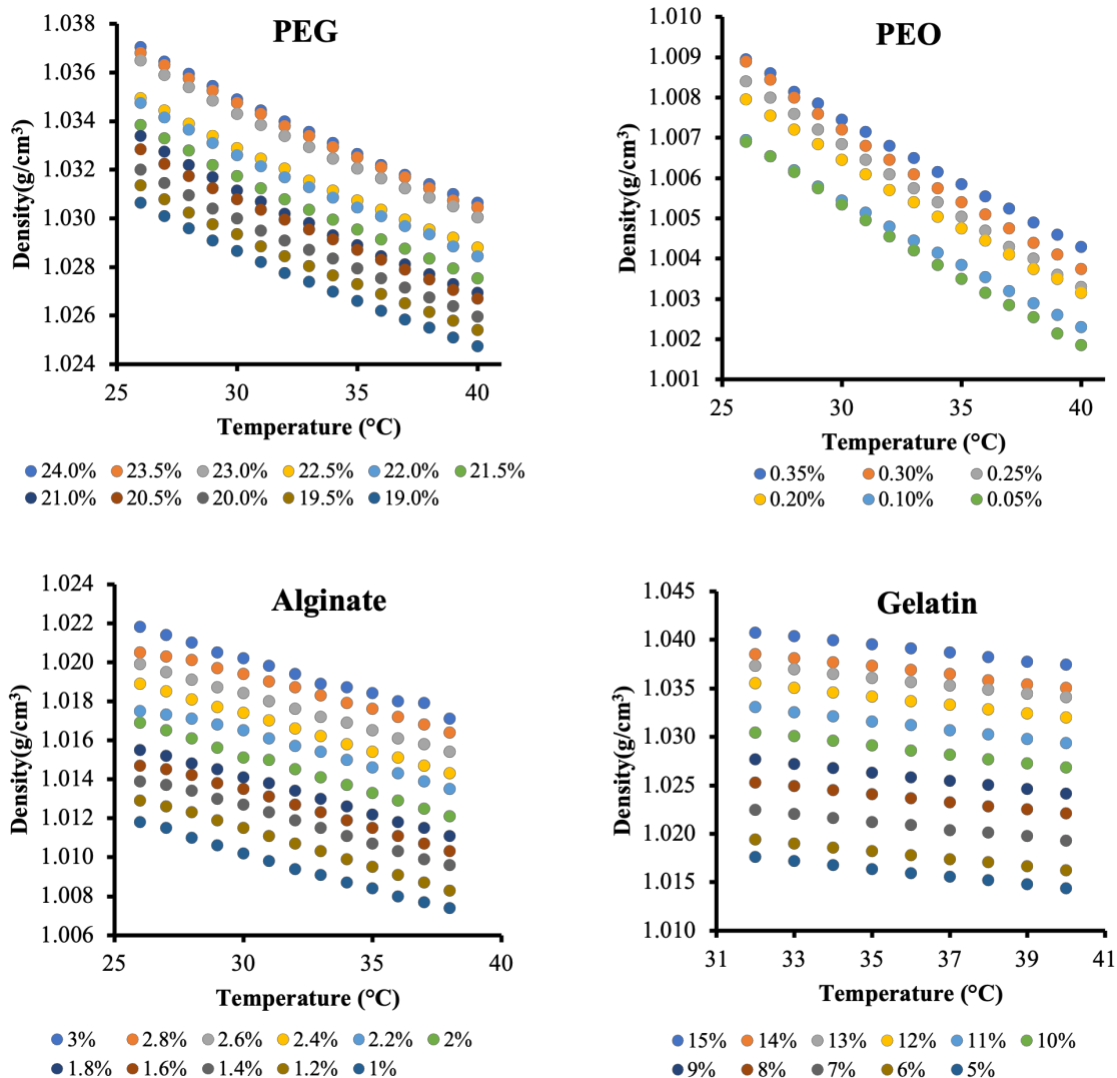 PEG
1.038
1.036
1.034
1.032
1.030
1.028
1.026
1.024
Density(g/cm³)
25 30 35 40
Temperature (°C)
24.0% 23.5% 23.0% 22.5% 22.0% 21.5%
21.0% 20.5% 20.0% 19.5% 19.0%
PEO
1.010
1.009
1.008
1.007
1.006
1.005
1.004
1.003
1.002
1.001
Density(g/cm³)
25 30 35 40
Temperature (°C)
0.35% 0.30% 0.25%
0.20% 0.10% 0.05%
Alginate
1.024
1.022
1.020
1.018
1.016
1.014
1.012
1.010
1.008
1.006
Density(g/cm³)
25 30 35 40
Temperature (°C)
3% 2.8% 2.6% 2.4% 2.2% 2%
1.8% 1.6% 1.4% 1.2% 1%
Gelatin
1.045
1.040
1.035
1.030
1.025
1.020
1.015
1.010
Density(g/cm³)
31 33 35 37 39 41
Temperature (°C)
15% 14% 13% 12% 11% 10%
9% 8% 7% 6% 5%